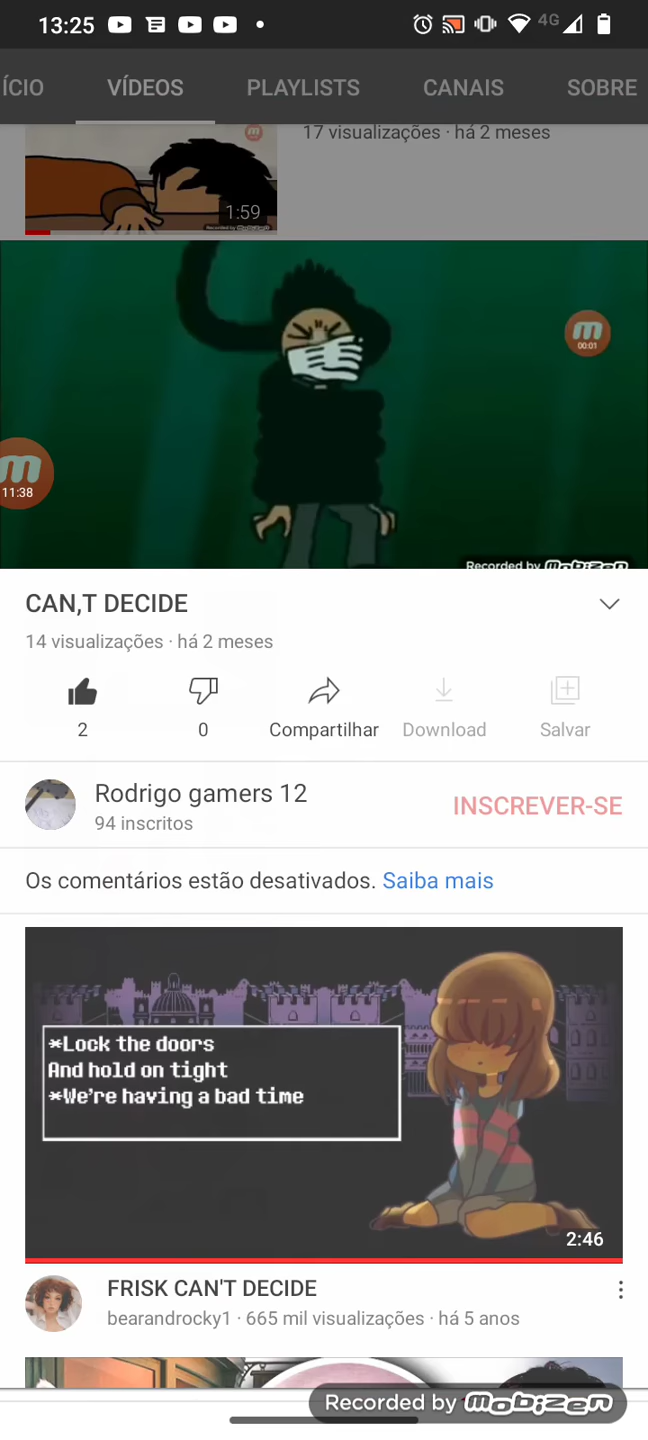 13:25
4G
ÍCIO VÍDEOS PLAYLISTS CANAIS SOBRE
17 visualizações · há 2 meses
1:59
Recorded by mobizen
m
00:01
m
11:38
Recorded by mobizen
CAN,T DECIDE
14 visualizações · há 2 meses
2 0 Compartilhar Download Salvar
Rodrigo gamers 12
94 inscritos
INSCREVER-SE
Os comentários estão desativados. Saiba mais
*Lock the doors
And hold on tight
*We're having a bad time
2:46
FRISK CAN'T DECIDE
bearandrocky1 · 665 mil visualizações · há 5 anos
Recorded by mobizen